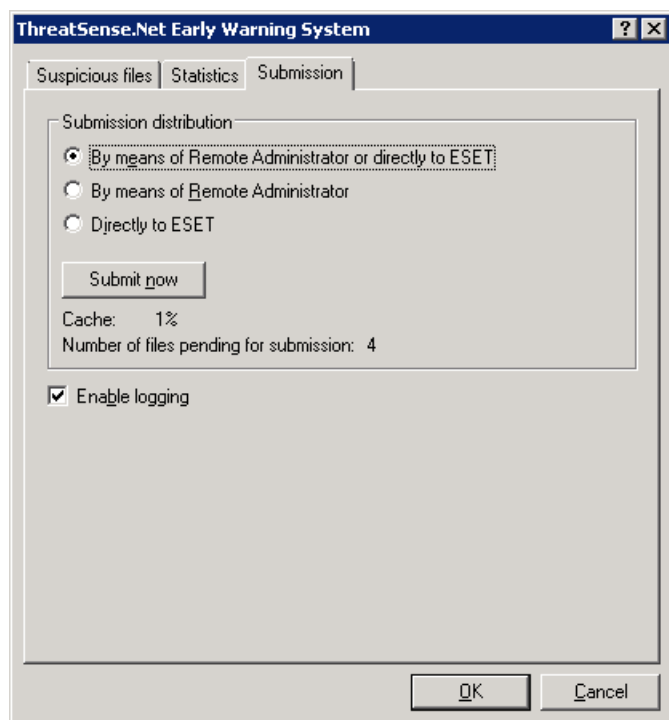 ThreatSense.Net Early Warning System
Suspicious files Statistics Submission
Submission distribution
By means of Remote Administrator or directly to ESET
By means of Remote Administrator
Directly to ESET
Submit now
Cache: 1%
Number of files pending for submission: 4
Enable logging
OK Cancel